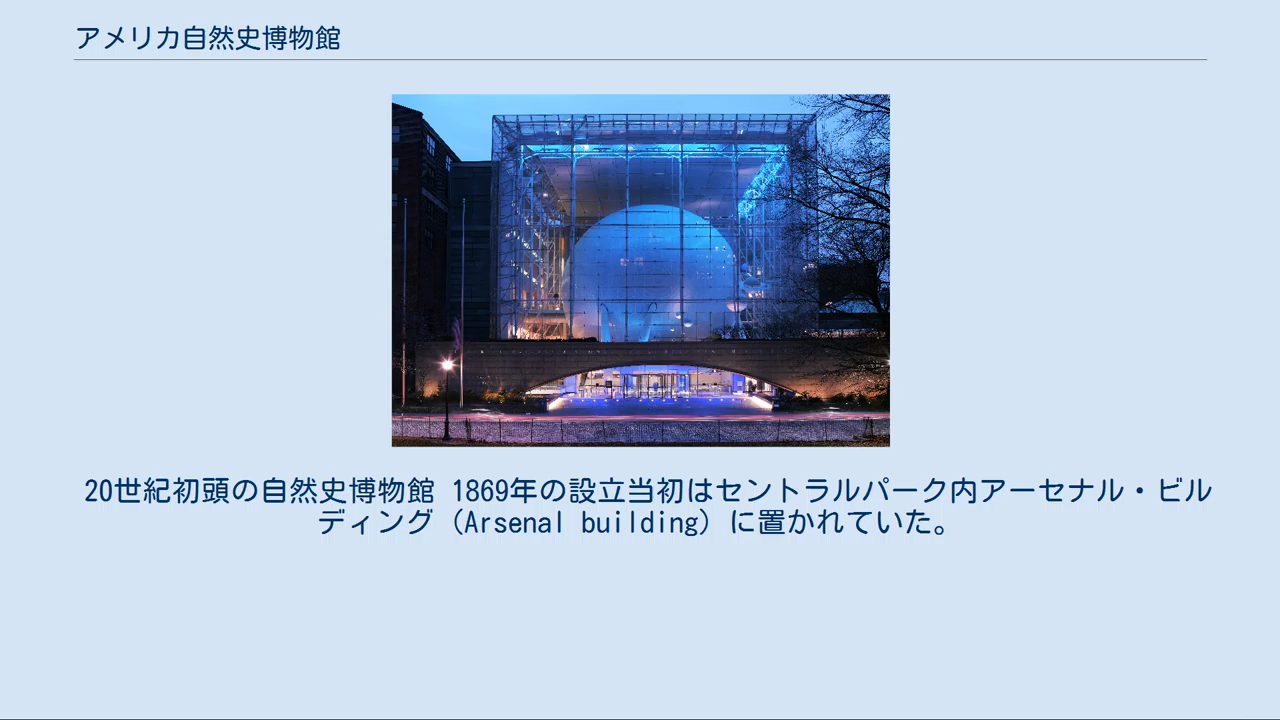 アメリカ自然史博物館
20世紀初頭の自然史博物館 1869年の設立当初はセントラルパーク内アーセナル・ビル
ディング（Arsenal building）に置かれていた。